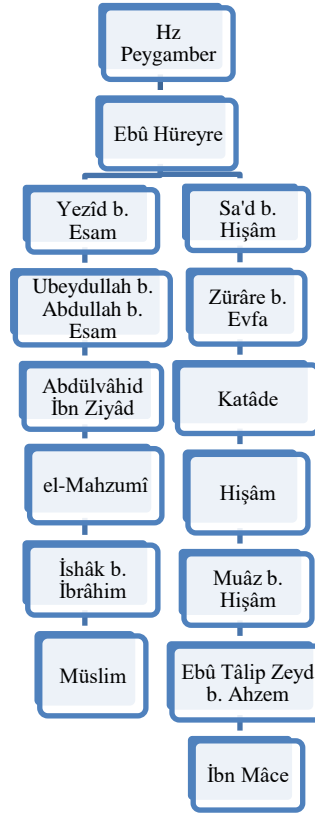 Hz
Peygamber
Ebû Hüreyre
Yezîd b.
Esam
Ubeydullah b.
Abdullah b.
Esam
Abdülvâhid
İbn Ziyâd
el-Mahzumî
İshâk b.
İbrâhim
Müslim
Sa'd b.
Hişâm
Zürâre b.
Evfa
Katâde
Hişâm
Muâz b.
Hişâm
Ebû Tâlip Zeyd
b. Ahzem
İbn Mâce